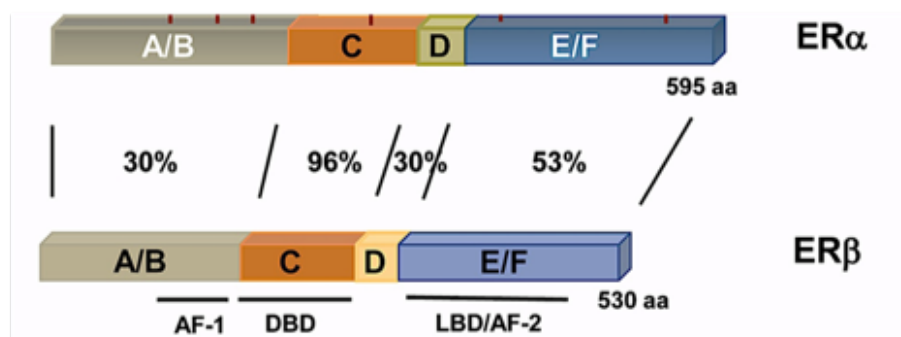 A/B C D E/F ERα
595 aa
30% 96% 30% 53%
A/B C D E/F ERβ
530 aa
AF-1 DBD LBD/AF-2